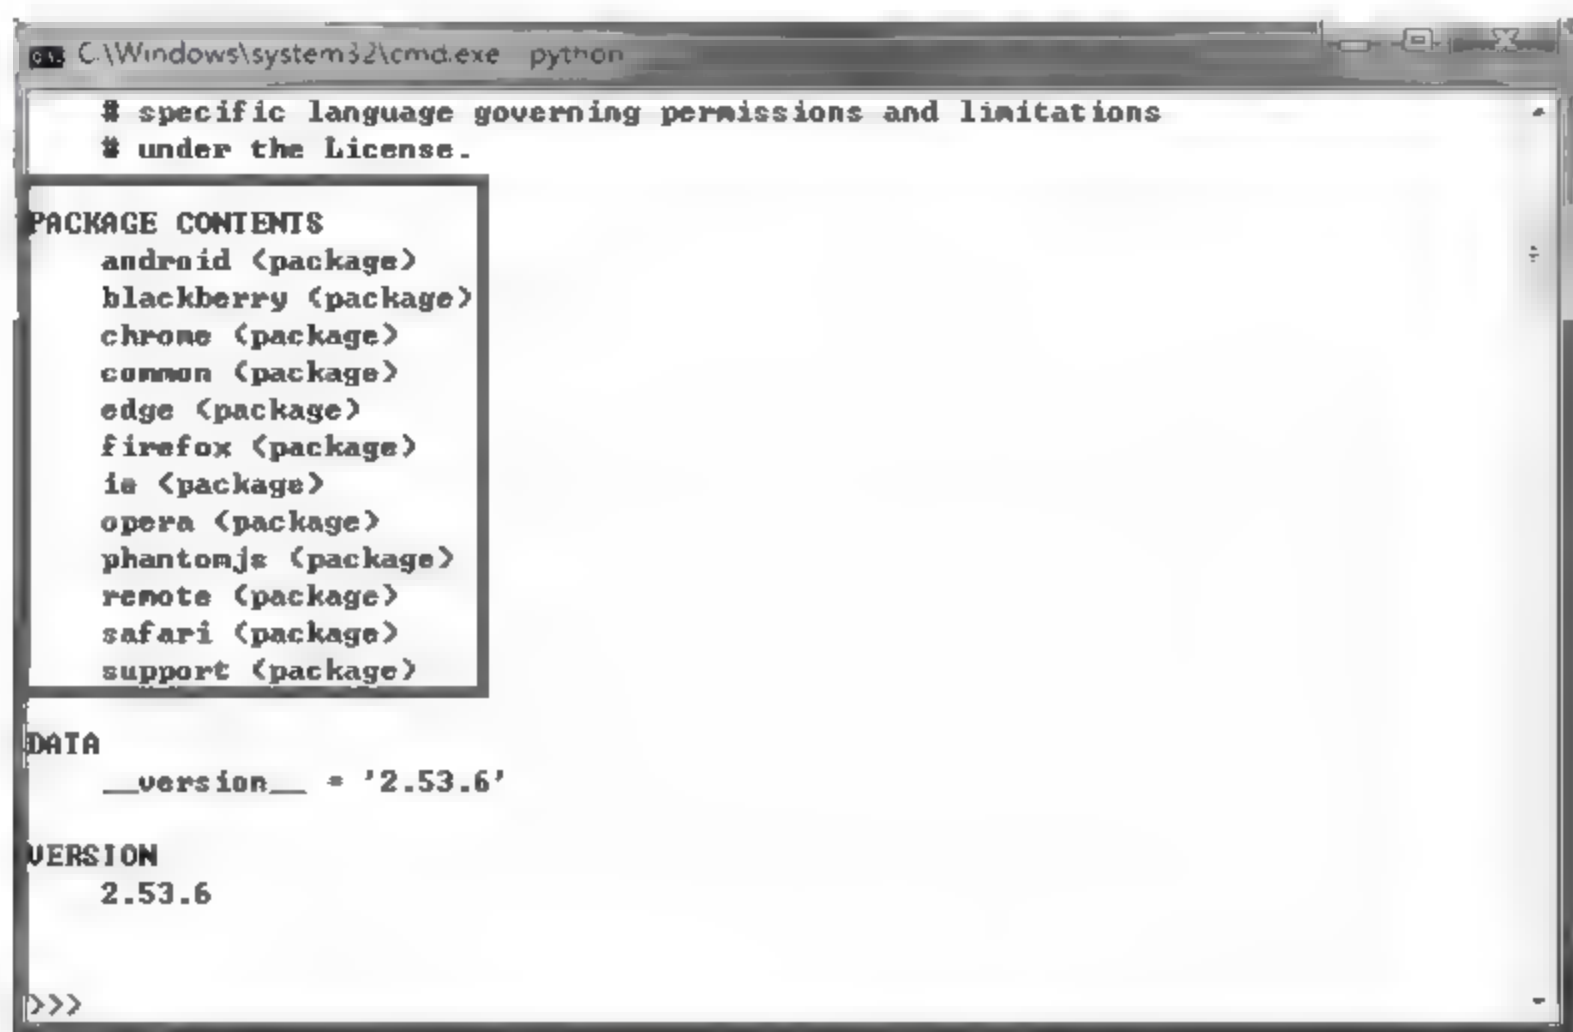 C:\Windows\system32\cmd.exe python
# specific language governing permissions and limitations
# under the License.
PACKAGE CONTENTS
android (package)
blackberry (package)
chrome (package)
common (package)
edge (package)
firefox (package)
ie (package)
opera (package)
phantomjs (package)
remote (package)
safari (package)
support (package)
DATA
__version__ = '2.53.6'
VERSION
2.53.6
>>>